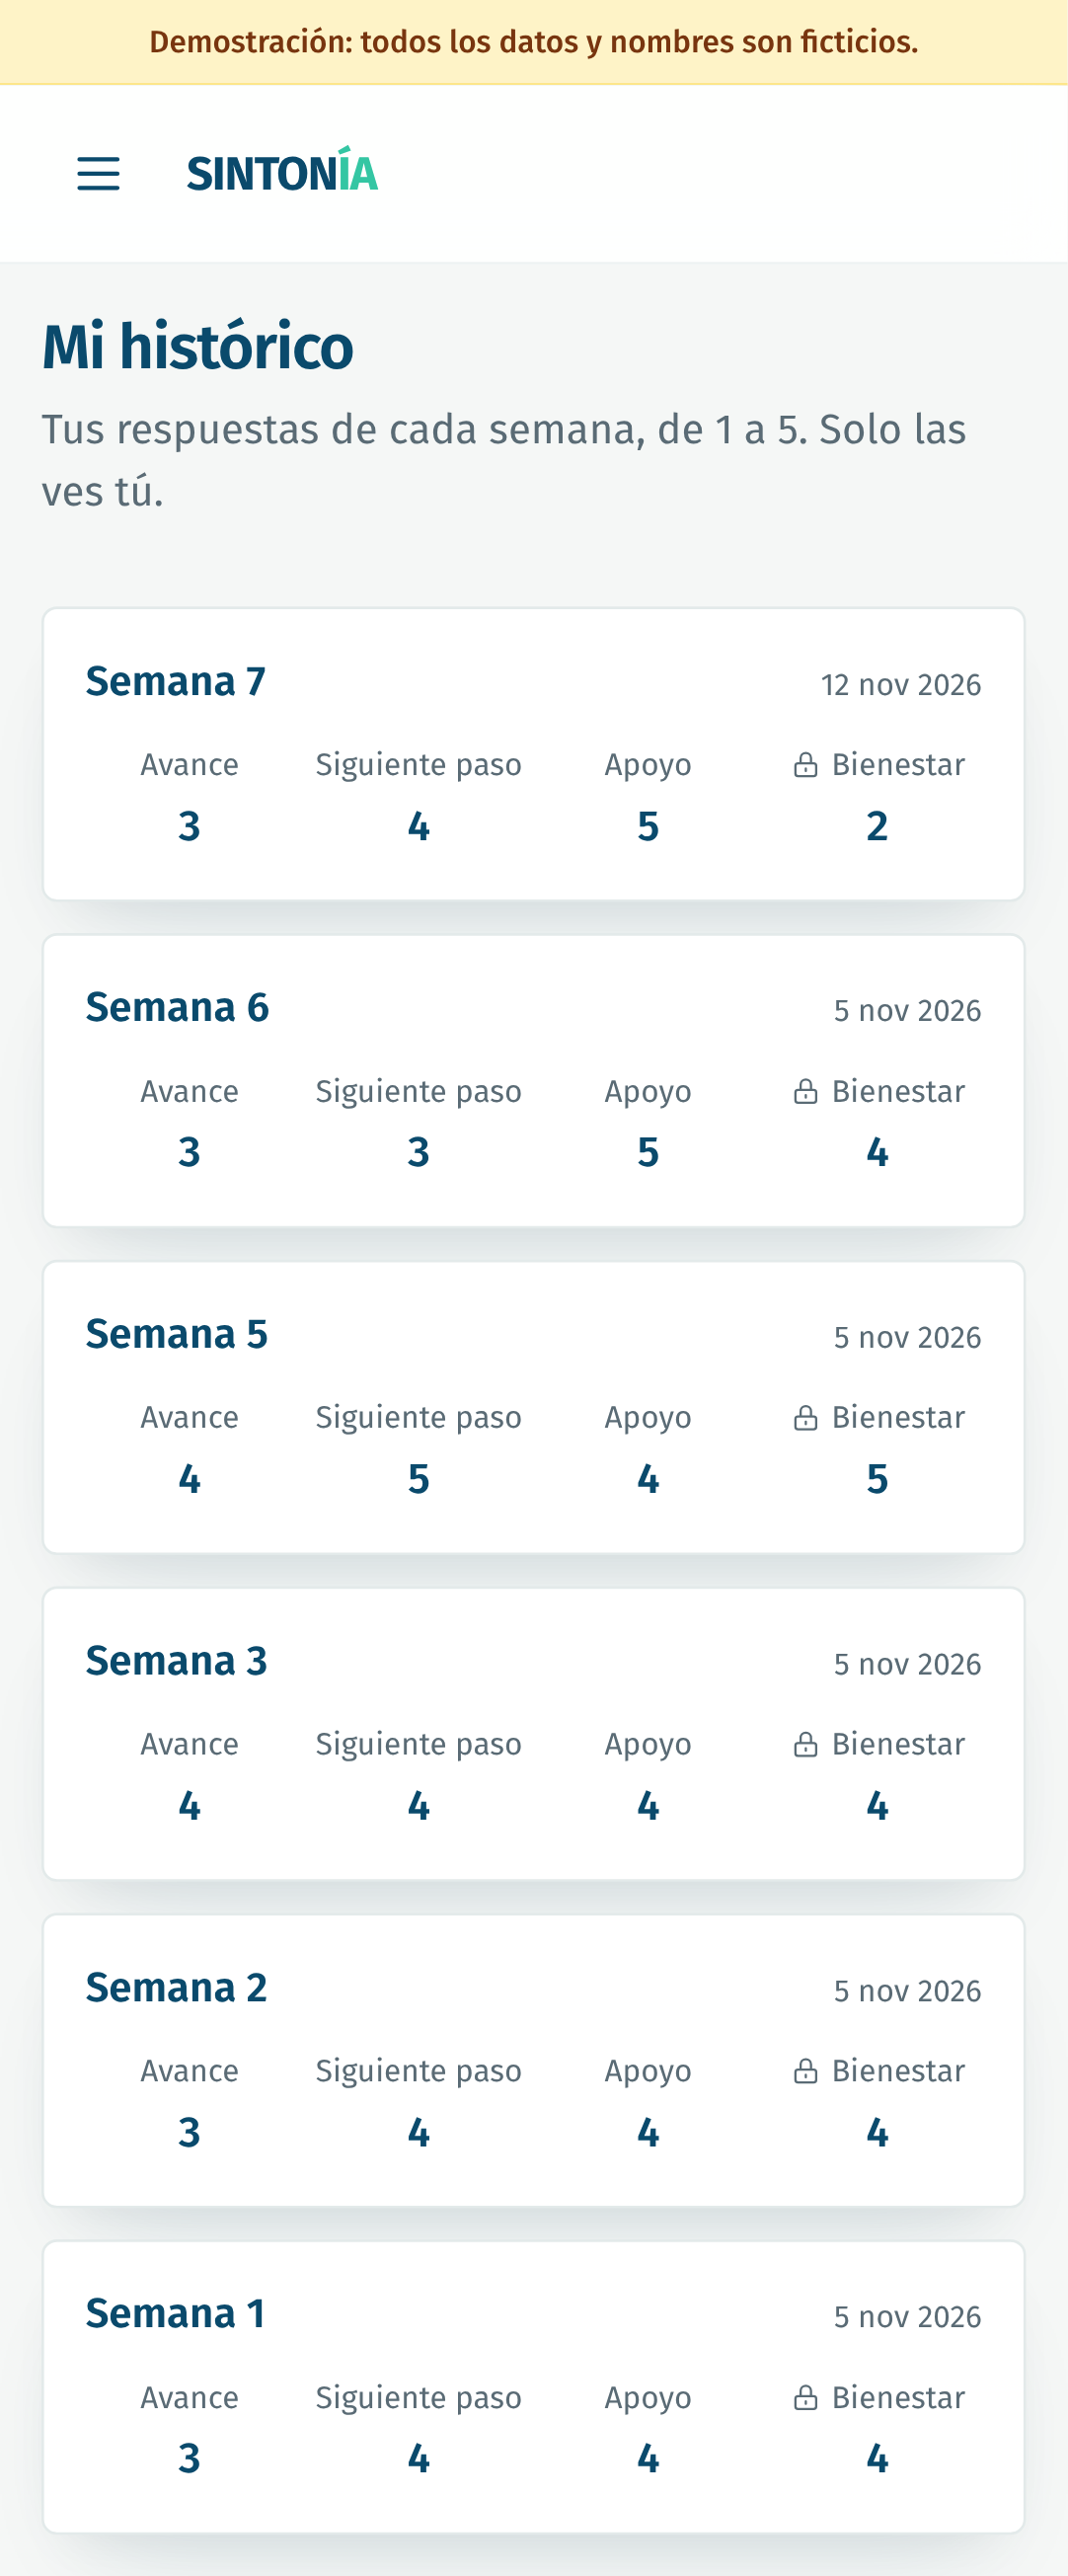 Demostración: todos los datos y nombres son ficticios.
SINTONÍA
Mi histórico
Tus respuestas de cada semana, de 1 a 5. Solo las
ves tú.
Semana 7 12 nov 2026
Avance Siguiente paso Apoyo Bienestar
3 4 5 2
Semana 6 5 nov 2026
Avance Siguiente paso Apoyo Bienestar
3 3 5 4
Semana 5 5 nov 2026
Avance Siguiente paso Apoyo Bienestar
4 5 4 5
Semana 3 5 nov 2026
Avance Siguiente paso Apoyo Bienestar
4 4 4 4
Semana 2 5 nov 2026
Avance Siguiente paso Apoyo Bienestar
3 4 4 4
Semana 1 5 nov 2026
Avance Siguiente paso Apoyo Bienestar
3 4 4 4